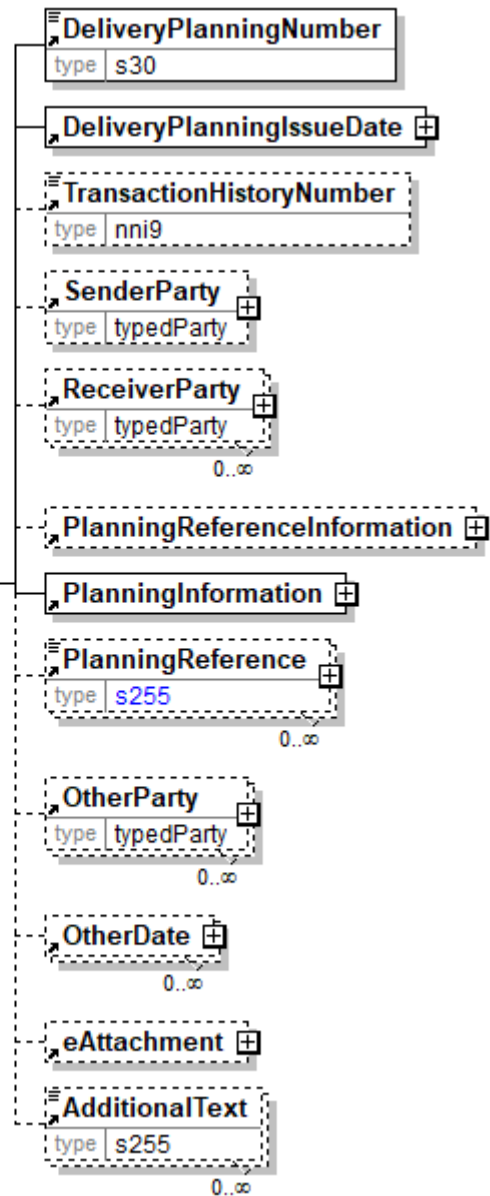 DeliveryPlanningNumber
type s30
DeliveryPlanningIssueDate
TransactionHistoryNumber
type nni9
SenderParty
type typedParty
ReceiverParty
type typedParty
0..∞
PlanningReferenceInformation
PlanningInformation
PlanningReference
type s255
0..∞
OtherParty
type typedParty
0..∞
OtherDate
0..∞
eAttachment
AdditionalText
type s255
0..∞